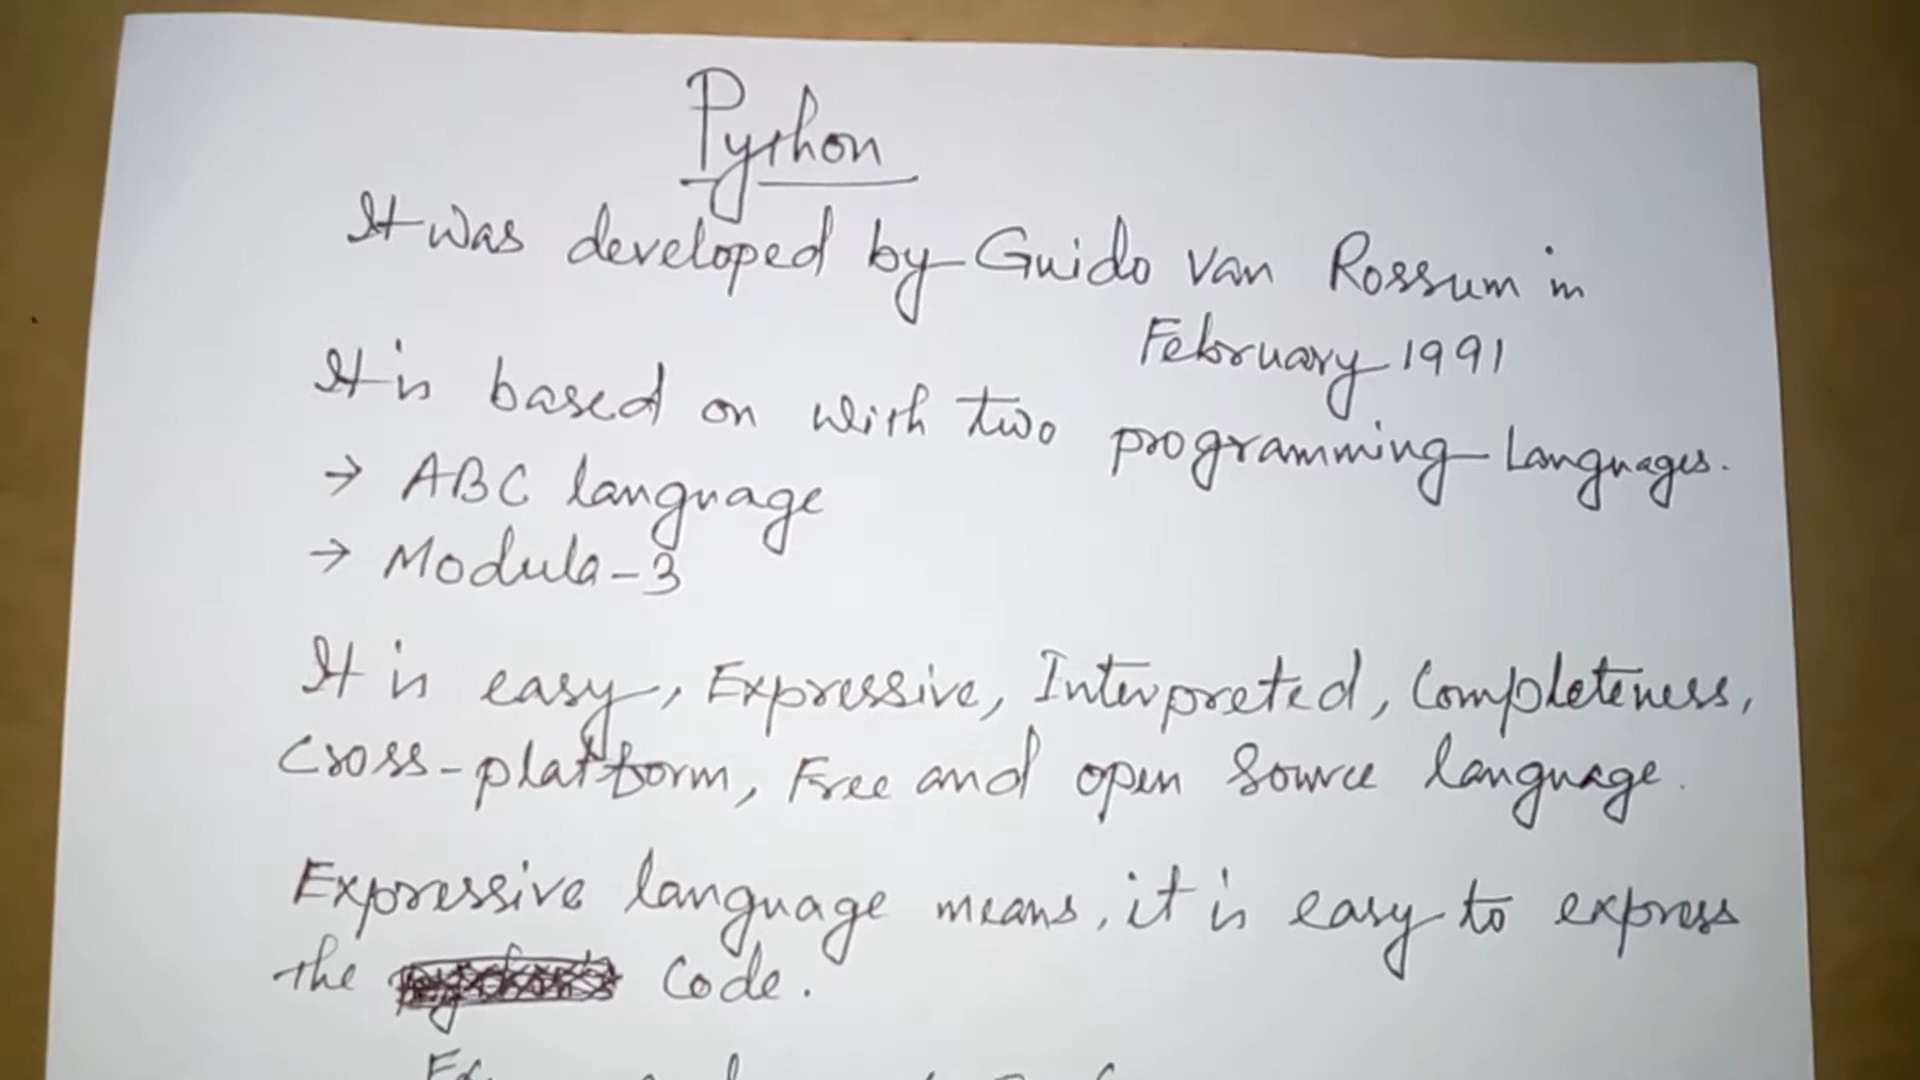 Python
It was developed by Guido van Rossum in
February 1991
It is based on with two programming Languages.
→ ABC language
→ Modula-3
It is easy, Expressive, Interpreted, Completeness,
Cross-platform, Free and open source language.
Expressive language means, it is easy to express
the Code.